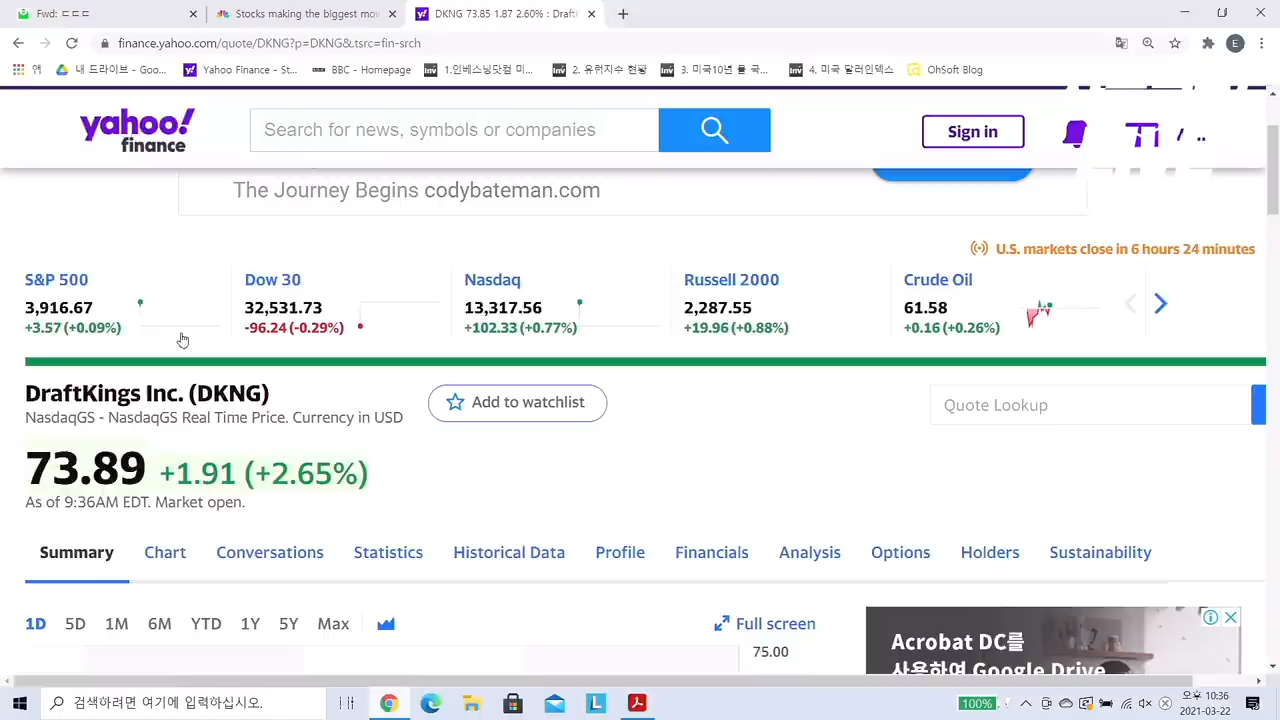 Fwd: ㄷㄷㄷ
Stocks making the biggest mov
DKNG 73.85 1.87 2.60% : Draft
finance.yahoo.com/quote/DKNG?p=DKNG&.tsrc=fin-srch
E
앱
내 드라이브 - Goo...
Yahoo Finance - St...
BBC - Homepage
1.인베스팅닷컴 미...
2. 유럽지수 현황
3. 미국10년 물 국...
4. 미국 달러인덱스
OhSoft Blog
yahoo!
finance
Search for news, symbols or companies
Sign in
The Journey Begins codybateman.com
U.S. markets close in 6 hours 24 minutes
S&P 500
3,916.67
+3.57 (+0.09%)
Dow 30
32,531.73
-96.24 (-0.29%)
Nasdaq
13,317.56
+102.33 (+0.77%)
Russell 2000
2,287.55
+19.96 (+0.88%)
Crude Oil
61.58
+0.16 (+0.26%)
DraftKings Inc. (DKNG)
NasdaqGS - NasdaqGS Real Time Price. Currency in USD
Add to watchlist
Quote Lookup
73.89 +1.91 (+2.65%)
As of 9:36AM EDT. Market open.
Summary Chart Conversations Statistics Historical Data Profile Financials Analysis Options Holders Sustainability
1D 5D 1M 6M YTD 1Y 5Y Max
Full screen
75.00
Acrobat DC를
사용하여 Google Drive
검색하려면 여기에 입력하십시오.
100%
오후 10:36
2021-03-22